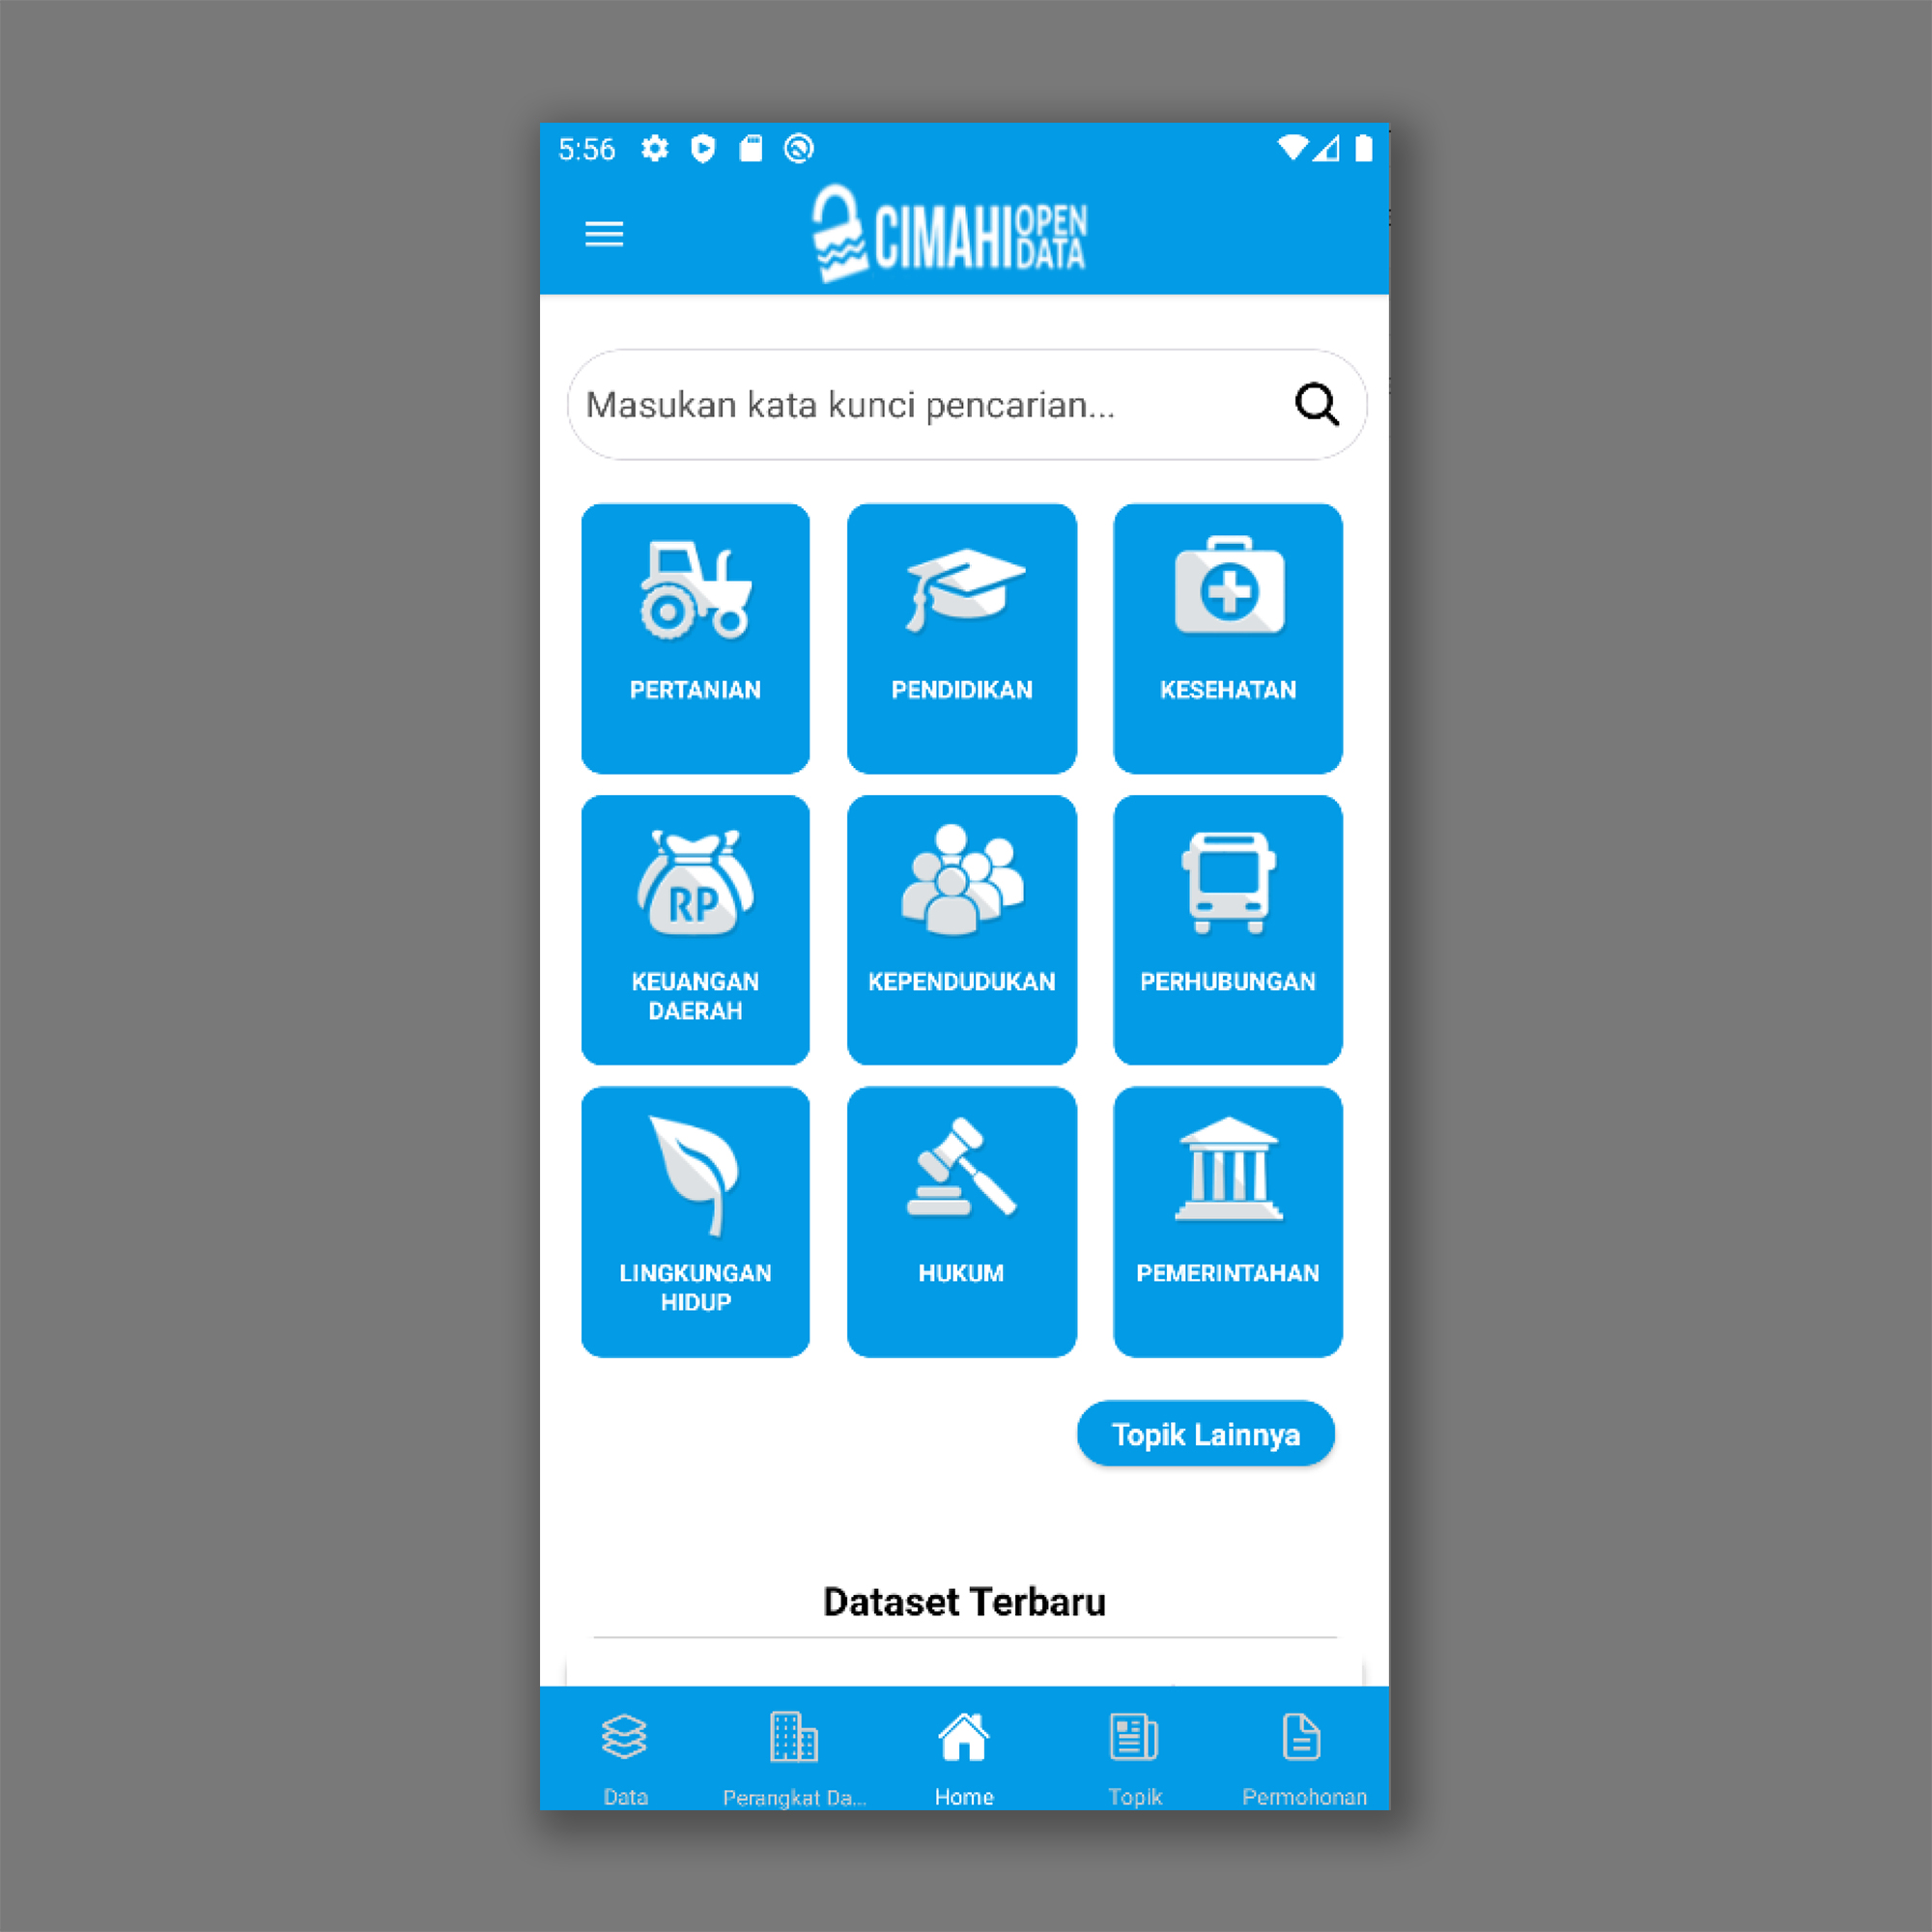 5:56
CIMAHI OPEN DATA
Masukan kata kunci pencarian...
PERTANIAN
PENDIDIKAN
KESEHATAN
RP
KEUANGAN
DAERAH
KEPENDUDUKAN
PERHUBUNGAN
LINGKUNGAN
HIDUP
HUKUM
PEMERINTAHAN
Topik Lainnya
Dataset Terbaru
Data
Perangkat Da...
Home
Topik
Permohonan